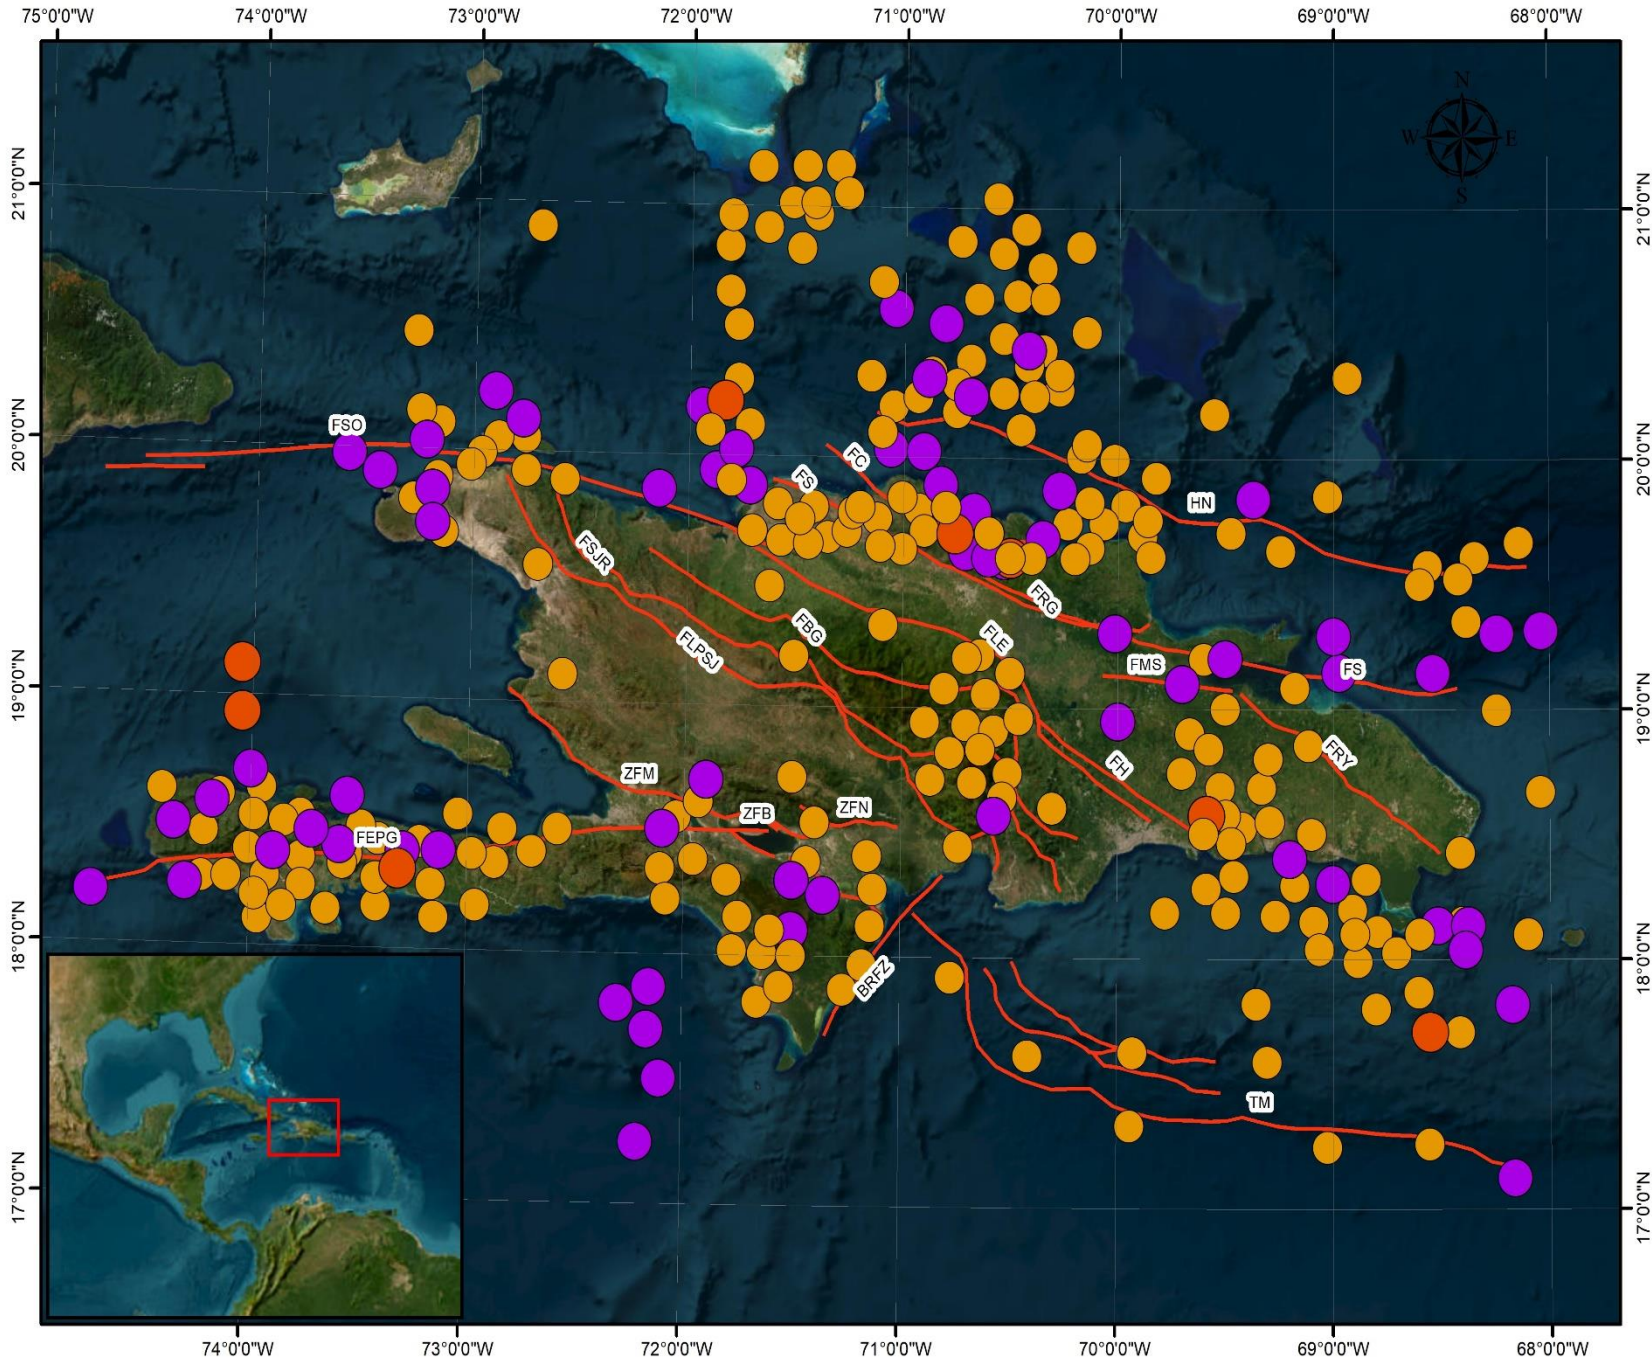 75°0'0"W 74°0'0"W 73°0'0"W 72°0'0"W 71°0'0"W 70°0'0"W 69°0'0"W 68°0'0"W
N
W E
S
21°0'0"N 21°0'0"N
20°0'0"N 20°0'0"N
FSO
FC
FS
HN
FSJR
FRG
FBG
FLE
FLPSJ
FMS
FS
19°0'0"N 19°0'0"N
FRY
FH
ZFM
ZFN
ZFB
FEPG
18°0'0"N 18°0'0"N
BRFZ
TM
17°0'0"N 17°0'0"N
74°0'0"W 73°0'0"W 72°0'0"W 71°0'0"W 70°0'0"W 69°0'0"W 68°0'0"W